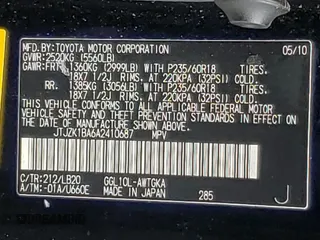 MFD.BY:TOYOTA MOTOR CORPORATION 05/10
GVWR:2520KG (5560LB)
GAWR:FRT. 1360KG (2999LB) WITH P235/60R18 TIRES.
18X7 1/2J RIMS. AT 220KPA (32PSI) COLD
RR. 1385KG (3056LB) WITH P235/60R18 TIRES.
18X7 1/2J RIMS. AT 220KPA (32PSI) COLD
THIS VEHICLE CONFORMS TO ALL APPLICABLE FEDERAL MOTOR
VEHICLE SAFETY AND THEFT PREVENTION STANDARDS IN EFFECT
ON THE DATE OF MANUFACTURE SHOWN ABOVE.
JTJZK1BA6A2410687 MPV
C/TR:212/LB20 GGL10L-AWTGKA
A/TM:-01A/U660E MADE IN JAPAN 285 J